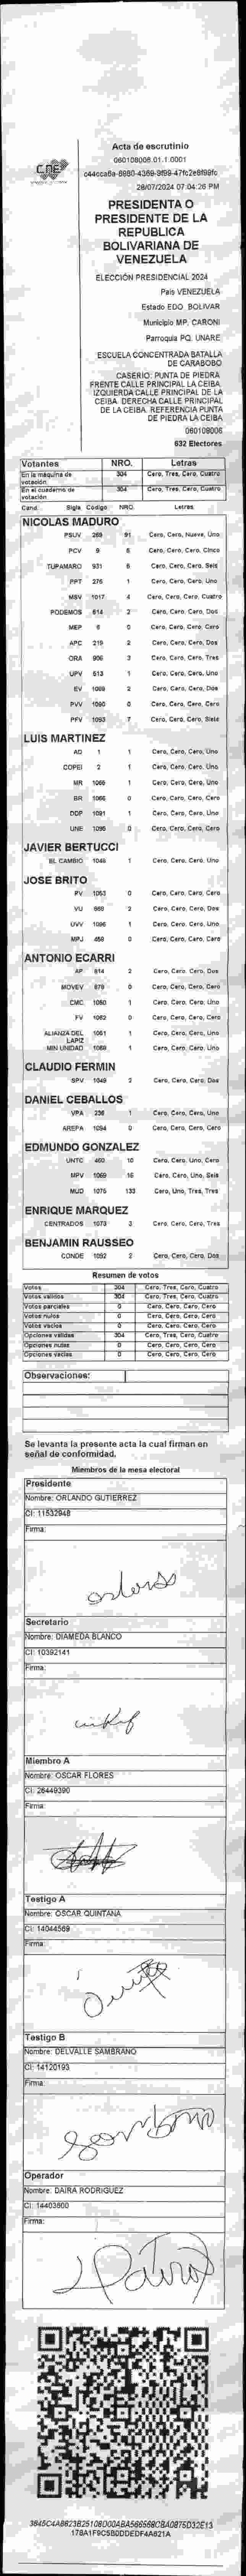 CNE
Acta de escrutinio
060108006.01.1.0001
28/07/2024 07:04:26 PM
PRESIDENTA O
PRESIDENTE DE LA
REPUBLICA
BOLIVARIANA DE
VENEZUELA
ELECCIÓN PRESIDENCIAL 2024
País VENEZUELA
Estado EDO. BOLIVAR
Municipio MP. CARONI
Parroquia PQ. UNARE
ESCUELA CONCENTRADA BATALLA
DE CARABOBO
CASERIO: PUNTA DE PIEDRA
FRENTE CALLE PRINCIPAL LA CEIBA.
IZQUIERDA CALLE PRINCIPAL DE LA
CEIBA. DERECHA CALLE PRINCIPAL
DE LA CEIBA. REFERENCIA PUNTA
DE PIEDRA LA CEIBA
060108006
632 Electores
Votantes NRO. Letras
En la máquina de votación 304 Cero, Tres, Cero, Cuatro
En el cuaderno de votación 304 Cero, Tres, Cero, Cuatro
Cand. Sigla Código NRO. Letras
NICOLAS MADURO
PSUV 269 91 Cero, Cero, Nueve, Uno
PCV 9 5 Cero, Cero, Cero, Cinco
TUPAMARO 931 6 Cero, Cero, Cero, Seis
PPT 275 1 Cero, Cero, Cero, Uno
MSV 1017 4 Cero, Cero, Cero, Cuatro
PODEMOS 614 2 Cero, Cero, Cero, Dos
MEP 6 0 Cero, Cero, Cero, Cero
APC 219 2 Cero, Cero, Cero, Dos
ORA 906 3 Cero, Cero, Cero, Tres
UPV 513 1 Cero, Cero, Cero, Uno
EV 1089 2 Cero, Cero, Cero, Dos
PVV 1090 0 Cero, Cero, Cero, Cero
PFV 1093 7 Cero, Cero, Cero, Siete
LUIS MARTINEZ
AD 1 1 Cero, Cero, Cero, Uno
COPEI 2 1 Cero, Cero, Cero, Uno
MR 1065 1 Cero, Cero, Cero, Uno
BR 1066 0 Cero, Cero, Cero, Cero
DDP 1091 1 Cero, Cero, Cero, Uno
UNE 1095 0 Cero, Cero, Cero, Cero
JAVIER BERTUCCI
EL CAMBIO 1046 1 Cero, Cero, Cero, Uno
JOSE BRITO
PV 1053 0 Cero, Cero, Cero, Cero
VU 868 2 Cero, Cero, Cero, Dos
UVV 1096 1 Cero, Cero, Cero, Uno
MPJ 459 0 Cero, Cero, Cero, Cero
ANTONIO ECARRI
AP 814 2 Cero, Cero, Cero, Dos
MOVEV 879 0 Cero, Cero, Cero, Cero
CMC 1050 1 Cero, Cero, Cero, Uno
FV 1062 0 Cero, Cero, Cero, Cero
ALIANZA DEL LAPIZ 1051 1 Cero, Cero, Cero, Uno
MIN UNIDAD 1069 1 Cero, Cero, Cero, Uno
CLAUDIO FERMIN
SPV 1049 2 Cero, Cero, Cero, Dos
DANIEL CEBALLOS
VPA 236 1 Cero, Cero, Cero, Uno
AREPA 1094 0 Cero, Cero, Cero, Cero
EDMUNDO GONZALEZ
UNTC 460 10 Cero, Cero, Uno, Cero
MPV 1069 16 Cero, Cero, Uno, Seis
MUD 1075 133 Cero, Uno, Tres, Tres
ENRIQUE MARQUEZ
CENTRADOS 1073 3 Cero, Cero, Cero, Tres
BENJAMIN RAUSSEO
CONDE 1092 2 Cero, Cero, Cero, Dos
Resumen de votos
Votos 304 Cero, Tres, Cero, Cuatro
Votos válidos 304 Cero, Tres, Cero, Cuatro
Votos parciales 0 Cero, Cero, Cero, Cero
Votos nulos 0 Cero, Cero, Cero, Cero
Votos vacíos 0 Cero, Cero, Cero, Cero
Opciones válidas 304 Cero, Tres, Cero, Cuatro
Opciones nulas 0 Cero, Cero, Cero, Cero
Opciones vacías 0 Cero, Cero, Cero, Cero
Observaciones:
Se levanta la presente acta la cual firman en
señal de conformidad.
Miembros de la mesa electoral
Presidente
Nombre: ORLANDO GUTIERREZ
CI: 11532948
Firma:
Secretario
Nombre: DIAMEDA BLANCO
CI: 10392141
Firma:
Miembro A
Nombre: OSCAR FLORES
CI: 26449390
Firma:
Testigo A
Nombre: OSCAR QUINTANA
CI: 14044569
Firma:
Testigo B
Nombre: DELVALLE SAMBRANO
CI: 14120193
Firma:
Operador
Nombre: DAIRA RODRIGUEZ
CI: 14403800
Firma: